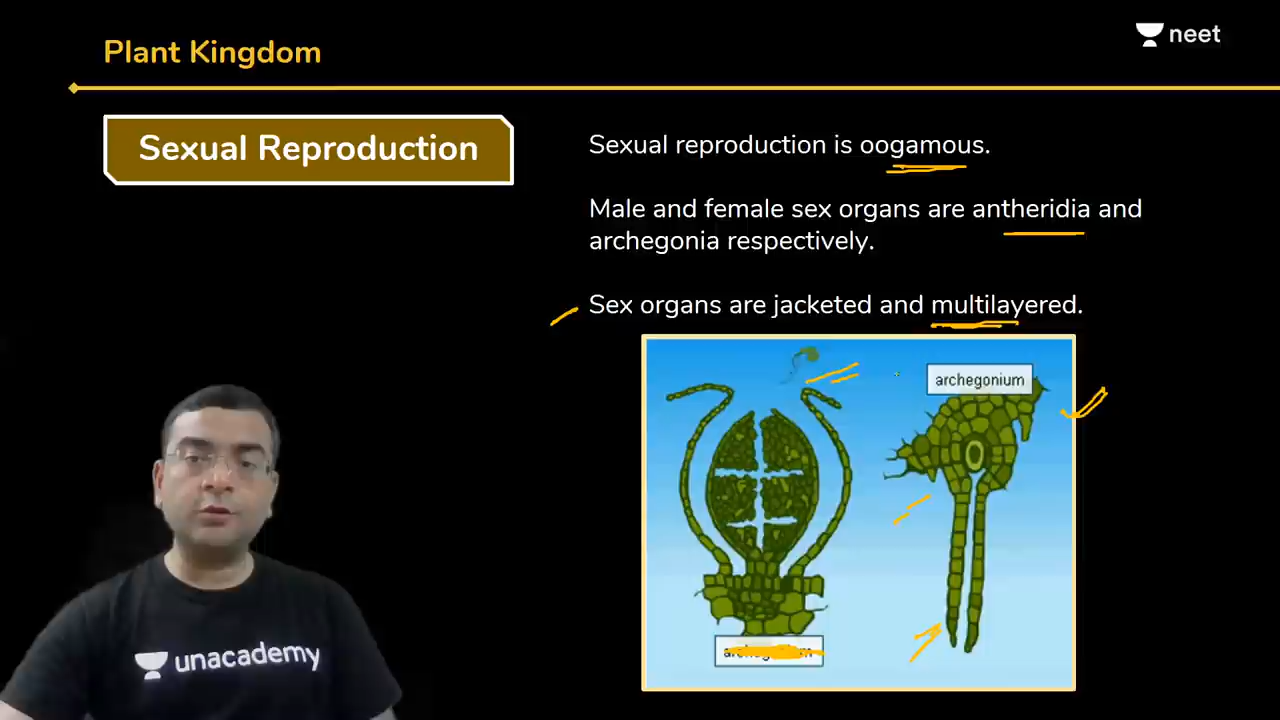 Plant Kingdom
neet
Sexual Reproduction
Sexual reproduction is oogamous.
Male and female sex organs are antheridia and
archegonia respectively.
Sex organs are jacketed and multilayered.
archegonium
unacademy